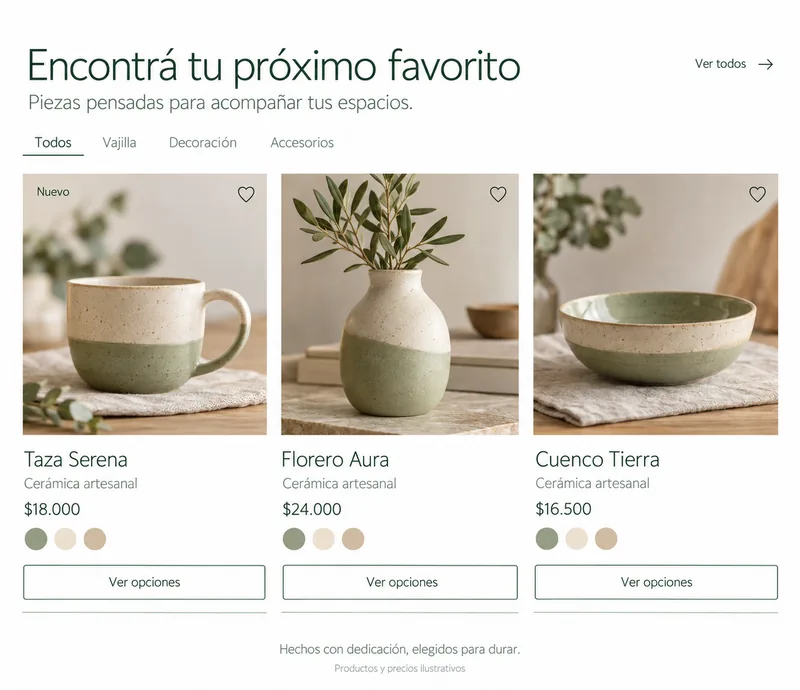 Encontrá tu próximo favorito
Ver todos
Piezas pensadas para acompañar tus espacios.
Todos
Vajilla
Decoración
Accesorios
Nuevo
Taza Serena
Cerámica artesanal
$18.000
Ver opciones
Florero Aura
Cerámica artesanal
$24.000
Ver opciones
Cuenco Tierra
Cerámica artesanal
$16.500
Ver opciones
Hechos con dedicación, elegidos para durar.
Productos y precios ilustrativos